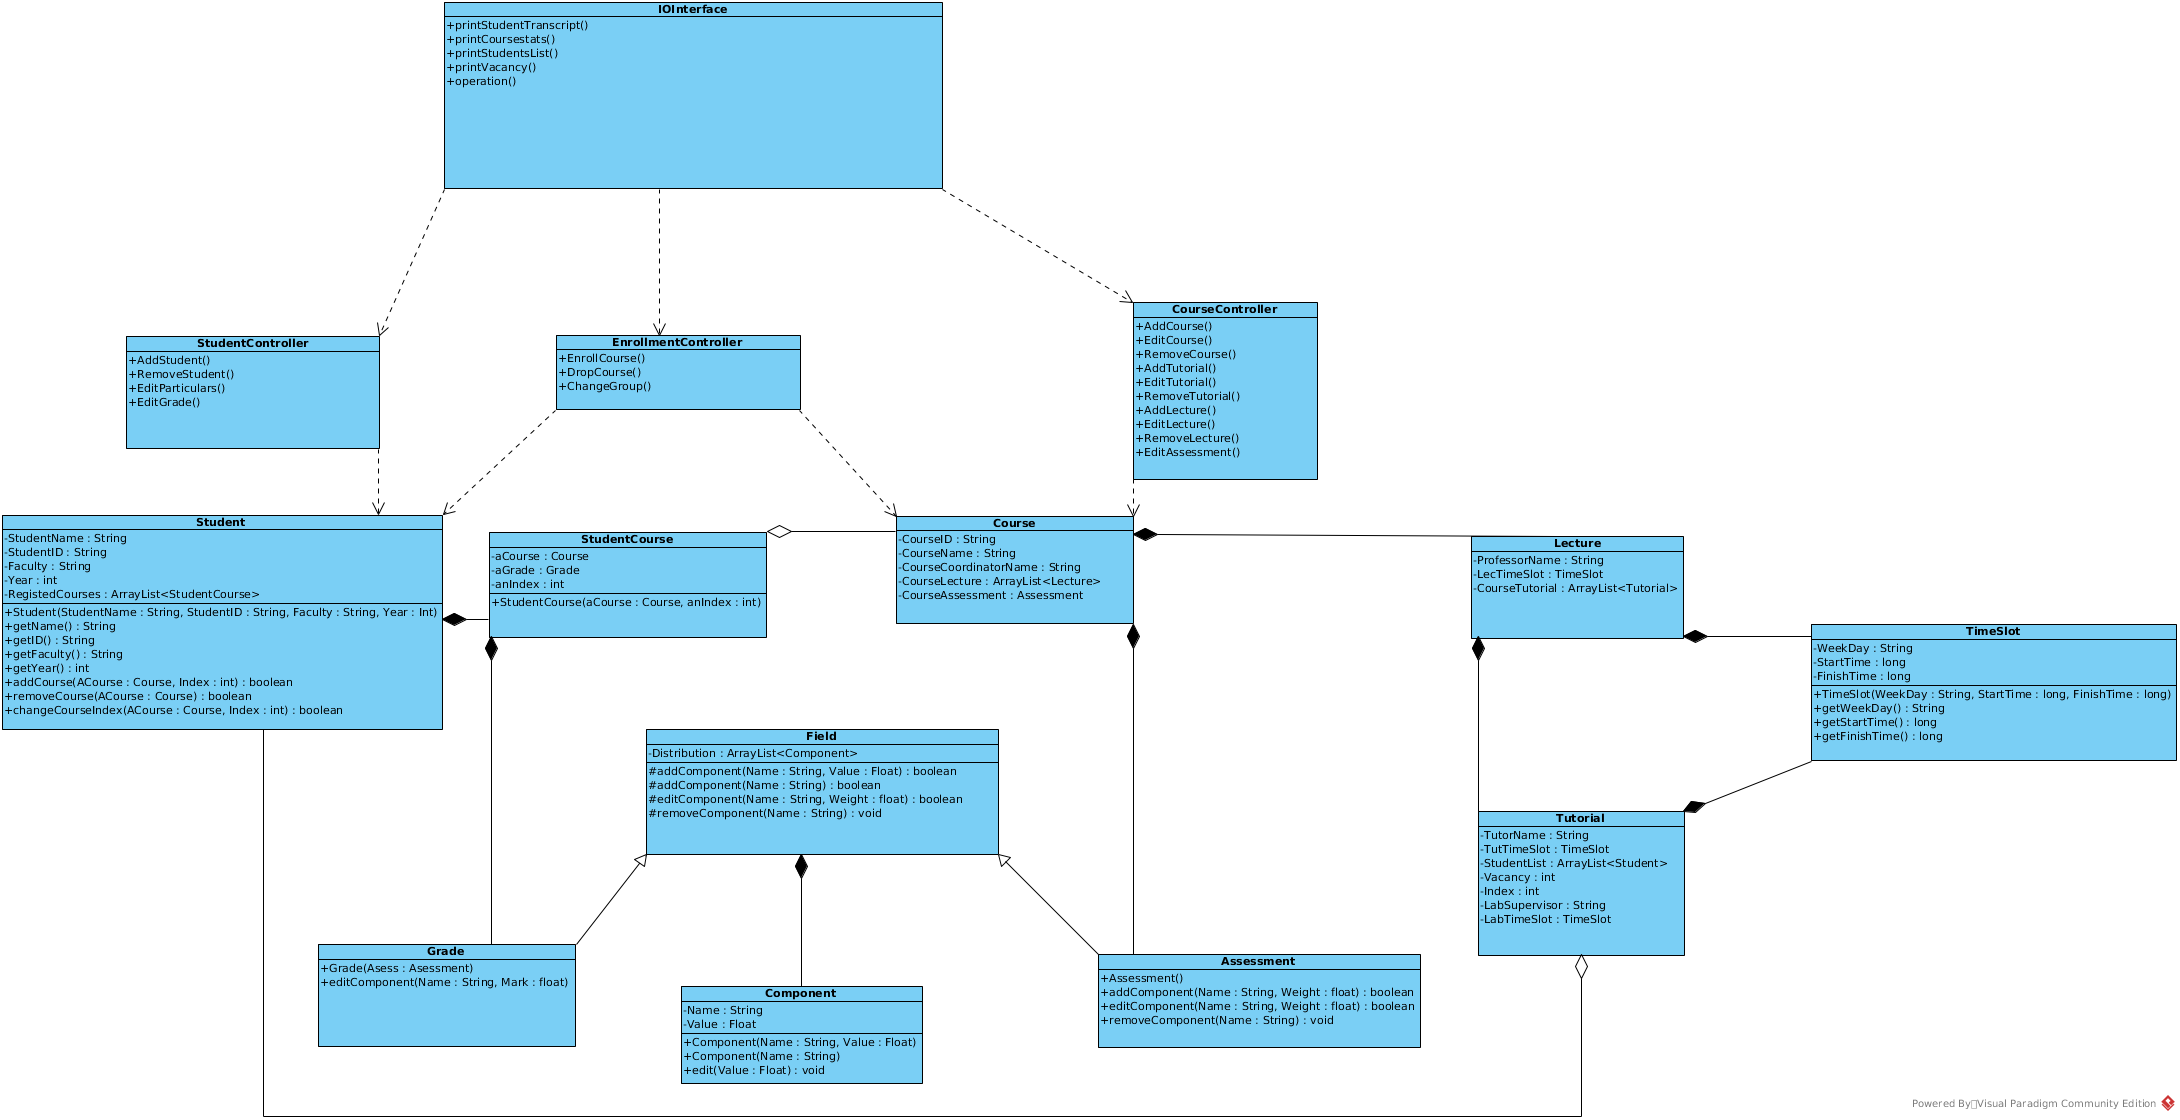 IOInterface
+printStudentTranscript()
+printCoursestats()
+printStudentsList()
+printVacancy()
+operation()
StudentController
+AddStudent()
+RemoveStudent()
+EditParticulars()
+EditGrade()
EnrollmentController
+EnrollCourse()
+DropCourse()
+ChangeGroup()
CourseController
+AddCourse()
+EditCourse()
+RemoveCourse()
+AddTutorial()
+EditTutorial()
+RemoveTutorial()
+AddLecture()
+EditLecture()
+RemoveLecture()
+EditAssessment()
Student
-StudentName : String
-StudentID : String
-Faculty : String
-Year : int
-RegistedCourses : ArrayList<StudentCourse>
+Student(StudentName : String, StudentID : String, Faculty : String, Year : Int)
+getName() : String
+getID() : String
+getFaculty() : String
+getYear() : int
+addCourse(ACourse : Course, Index : int) : boolean
+removeCourse(ACourse : Course) : boolean
+changeCourseIndex(ACourse : Course, Index : int) : boolean
StudentCourse
-aCourse : Course
-aGrade : Grade
-anIndex : int
+StudentCourse(aCourse : Course, anIndex : int)
Course
-CourseID : String
-CourseName : String
-CourseCoordinatorName : String
-CourseLecture : ArrayList<Lecture>
-CourseAssessment : Assessment
Lecture
-ProfessorName : String
-LecTimeSlot : TimeSlot
-CourseTutorial : ArrayList<Tutorial>
TimeSlot
-WeekDay : String
-StartTime : long
-FinishTime : long
+TimeSlot(WeekDay : String, StartTime : long, FinishTime : long)
+getWeekDay() : String
+getStartTime() : long
+getFinishTime() : long
Field
-Distribution : ArrayList<Component>
#addComponent(Name : String, Value : Float) : boolean
#addComponent(Name : String) : boolean
#editComponent(Name : String, Weight : float) : boolean
#removeComponent(Name : String) : void
Tutorial
-TutorName : String
-TutTimeSlot : TimeSlot
-StudentList : ArrayList<Student>
-Vacancy : int
-Index : int
-LabSupervisor : String
-LabTimeSlot : TimeSlot
Grade
+Grade(Asess : Asessment)
+editComponent(Name : String, Mark : float)
Component
-Name : String
-Value : Float
+Component(Name : String, Value : Float)
+Component(Name : String)
+edit(Value : Float) : void
Assessment
+Assessment()
+addComponent(Name : String, Weight : float) : boolean
+editComponent(Name : String, Weight : float) : boolean
+removeComponent(Name : String) : void
Powered By Visual Paradigm Community Edition